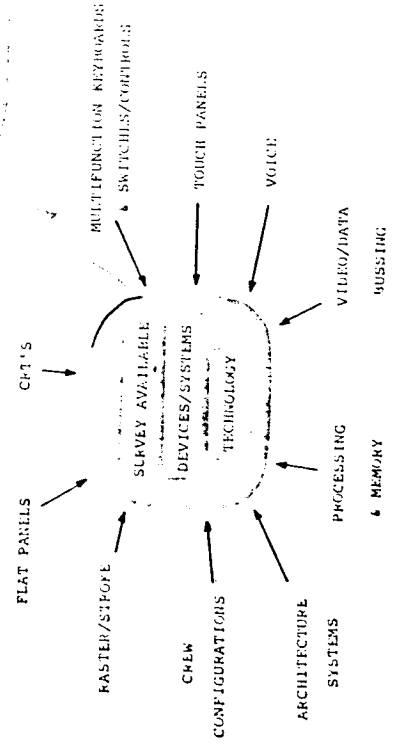 FLAT PANELS
CRT'S
MULTIFUNCTION KEYBOARDS
& SWITCHES/CONTROLS
RASTER/STROKE
SURVEY AVAILABLE
DEVICES/SYSTEMS
TECHNOLOGY
TOUCH PANELS
CREW
CONFIGURATIONS
VOICE
ARCHITECTURE
SYSTEMS
PROCESSING
& MEMORY
VIDEO/DATA
BUSSING